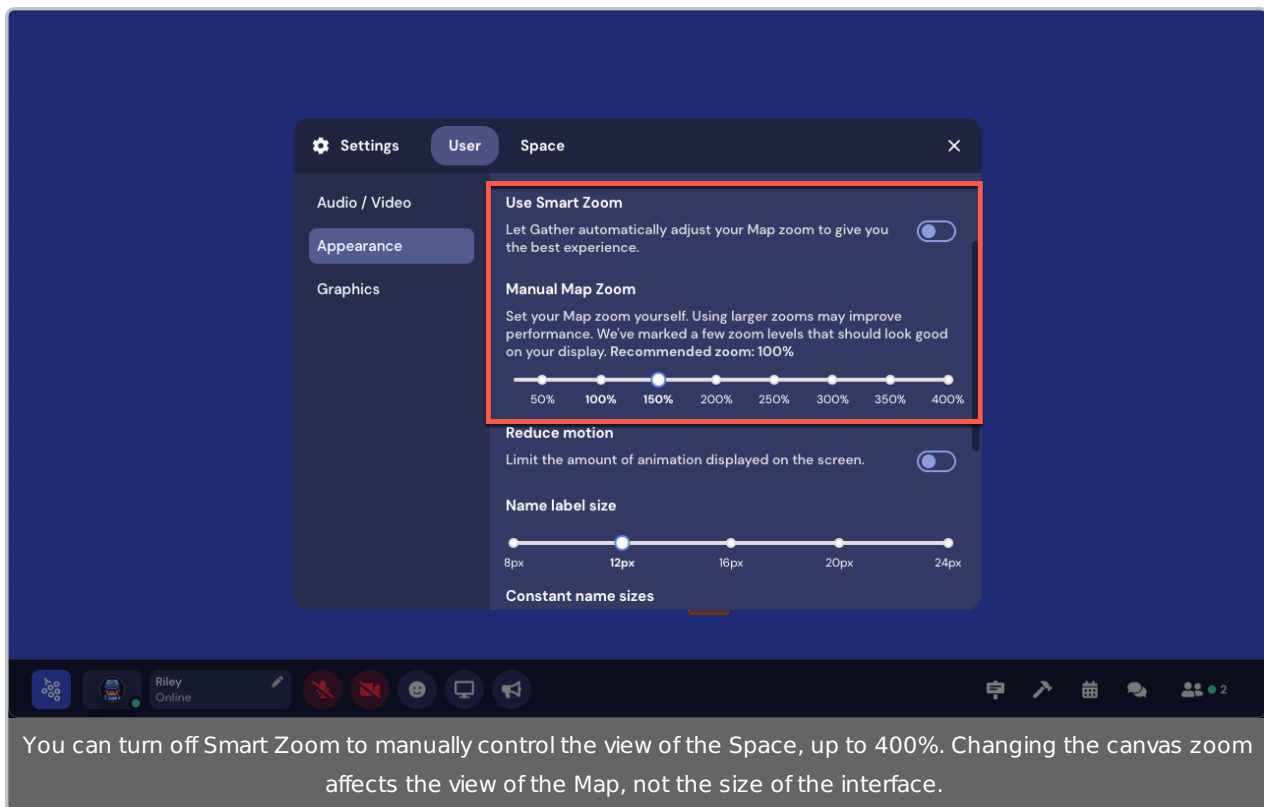 Settings
User
Space
Audio / Video
Appearance
Graphics
Use Smart Zoom
Let Gather automatically adjust your Map zoom to give you
the best experience.
Manual Map Zoom
Set your Map zoom yourself. Using larger zooms may improve
performance. We've marked a few zoom levels that should look good
on your display. Recommended zoom: 100%
50% 100% 150% 200% 250% 300% 350% 400%
Reduce motion
Limit the amount of animation displayed on the screen.
Name label size
8px 12px 16px 20px 24px
Constant name sizes
Riley
Online
2
You can turn off Smart Zoom to manually control the view of the Space, up to 400%. Changing the canvas zoom
affects the view of the Map, not the size of the interface.